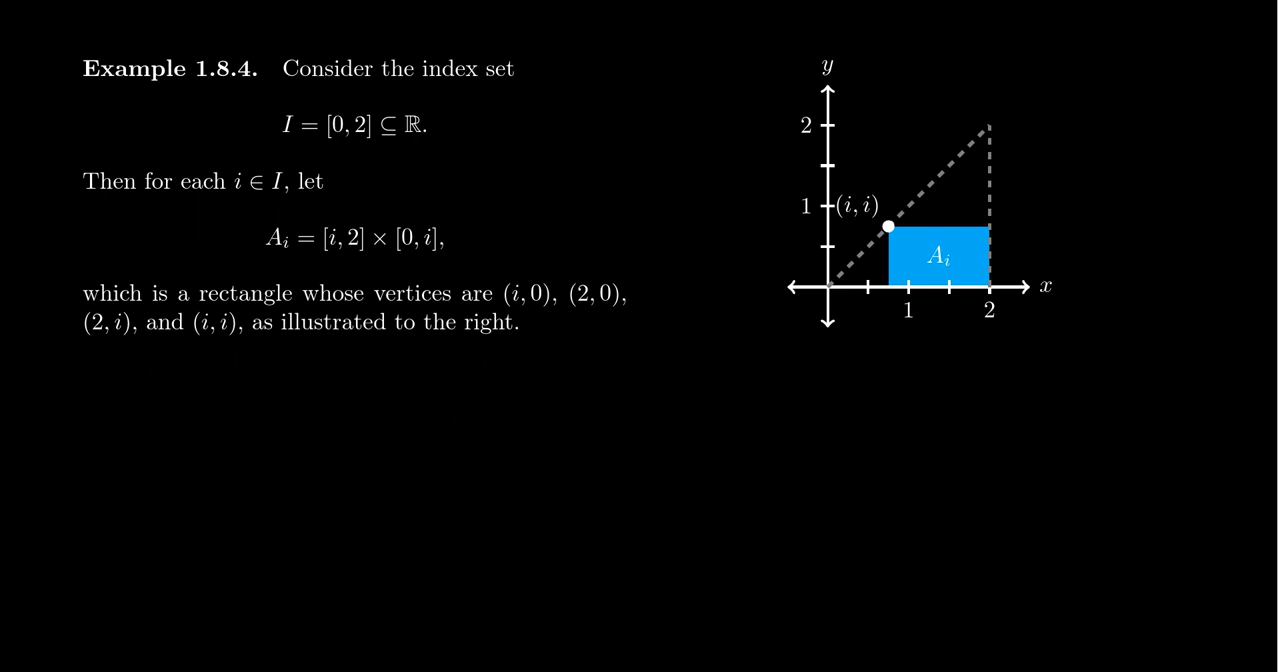 Example 1.8.4. Consider the index set
I = [0, 2] ⊆ ℝ.
Then for each i ∈ I, let
A_i = [i, 2] × [0, i],
which is a rectangle whose vertices are (i, 0), (2, 0),
(2, i), and (i, i), as illustrated to the right.
y
2
1
(i, i)
A_i
x
1
2